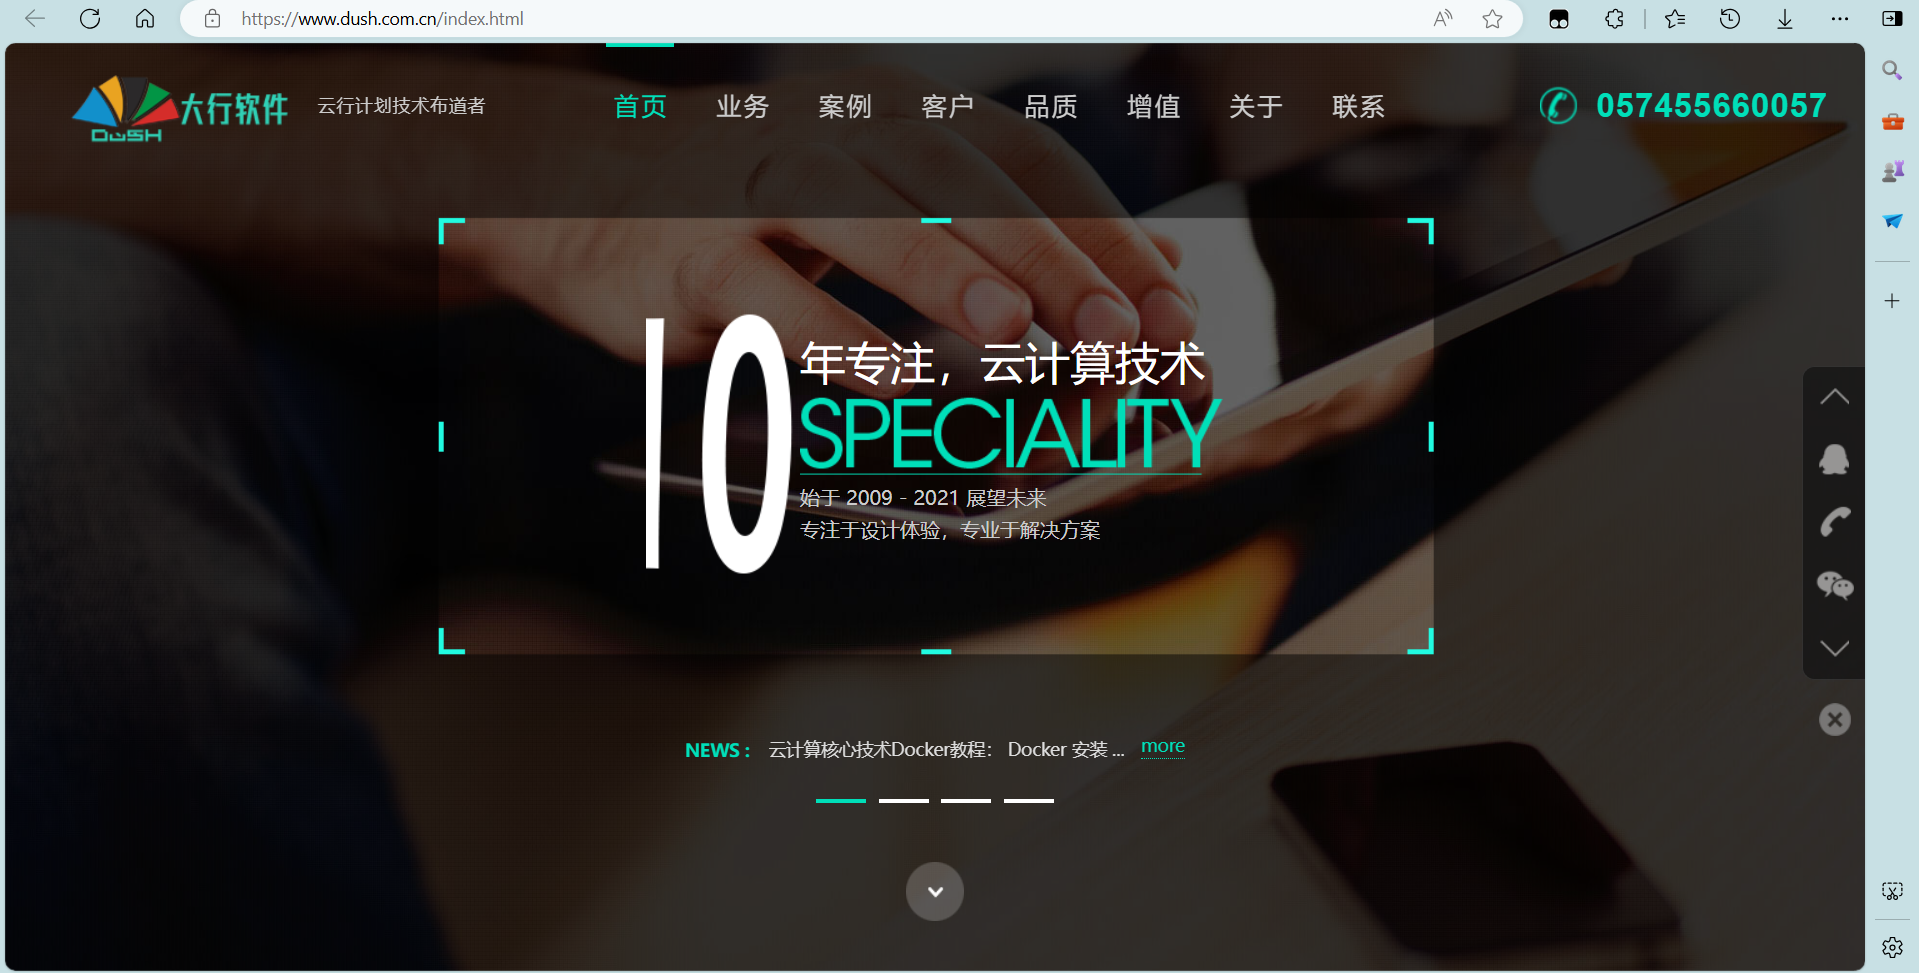 https://www.dush.com.cn/index.html
DUSH
大行软件
云行计划技术布道者
首页 业务 案例 客户 品质 增值 关于 联系
057455660057
10
年专注，云计算技术
SPECIALITY
始于 2009 - 2021 展望未来
专注于设计体验，专业于解决方案
NEWS : 云计算核心技术Docker教程： Docker 安装 ... more